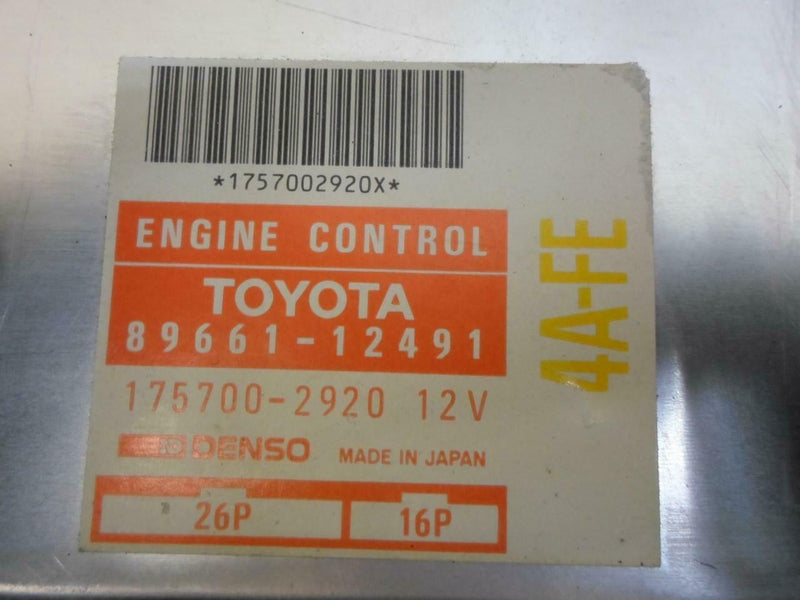 *1757002920X*
ENGINE CONTROL
TOYOTA
89661-12491
175700-2920 12V
DENSO MADE IN JAPAN
26P 16P
4A-FE